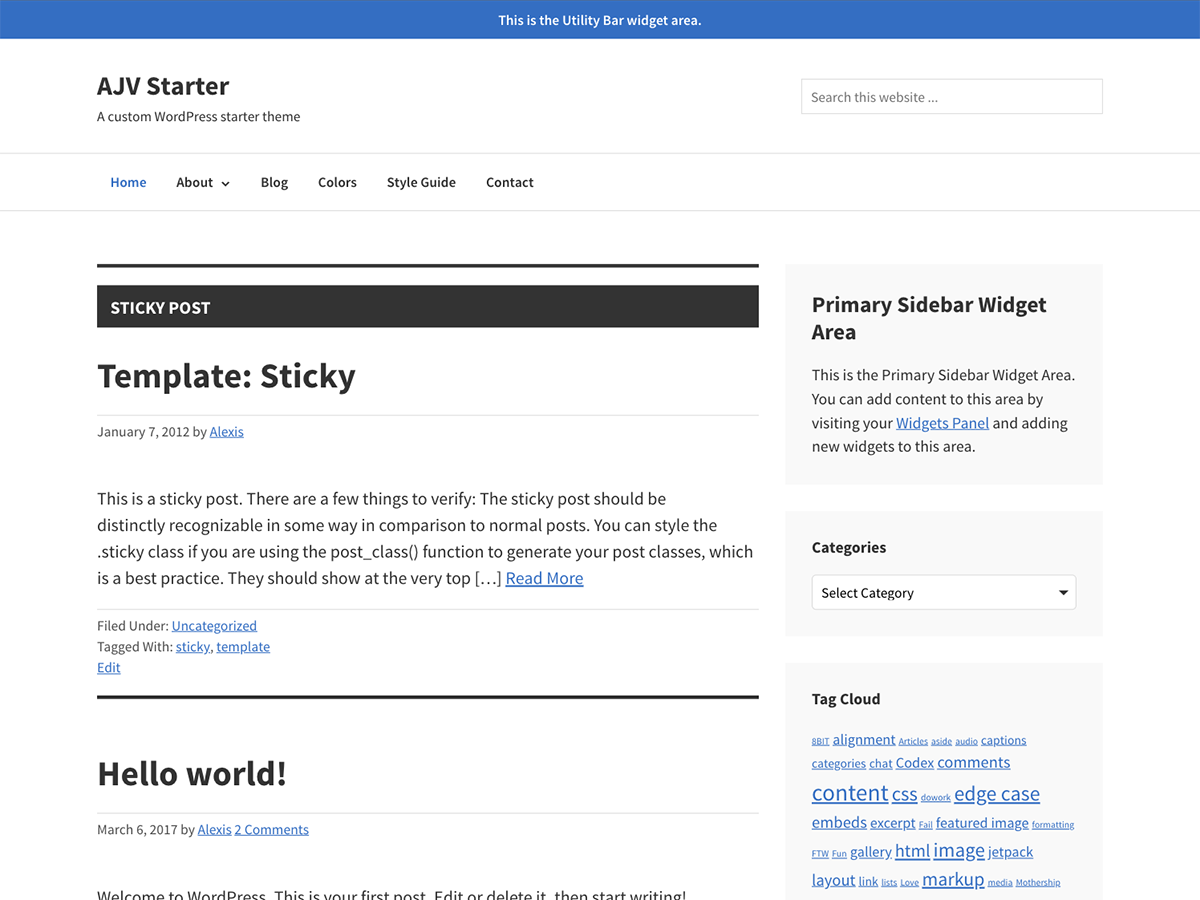 This is the Utility Bar widget area.
AJV Starter
A custom WordPress starter theme
Search this website ...
Home About Blog Colors Style Guide Contact
STICKY POST
Template: Sticky
January 7, 2012 by Alexis
This is a sticky post. There are a few things to verify: The sticky post should be
distinctly recognizable in some way in comparison to normal posts. You can style the
.sticky class if you are using the post_class() function to generate your post classes, which
is a best practice. They should show at the very top […] Read More
Filed Under: Uncategorized
Tagged With: sticky, template
Edit
Hello world!
March 6, 2017 by Alexis 2 Comments
Welcome to WordPress. This is your first post. Edit or delete it, then start writing!
Primary Sidebar Widget
Area
This is the Primary Sidebar Widget Area.
You can add content to this area by
visiting your Widgets Panel and adding
new widgets to this area.
Categories
Select Category
Tag Cloud
8BIT alignment Articles aside audio captions
categories chat Codex comments
content css dowork edge case
embeds excerpt Fail featured image formatting
FTW Fun gallery html image jetpack
layout link lists Love markup media Mothership